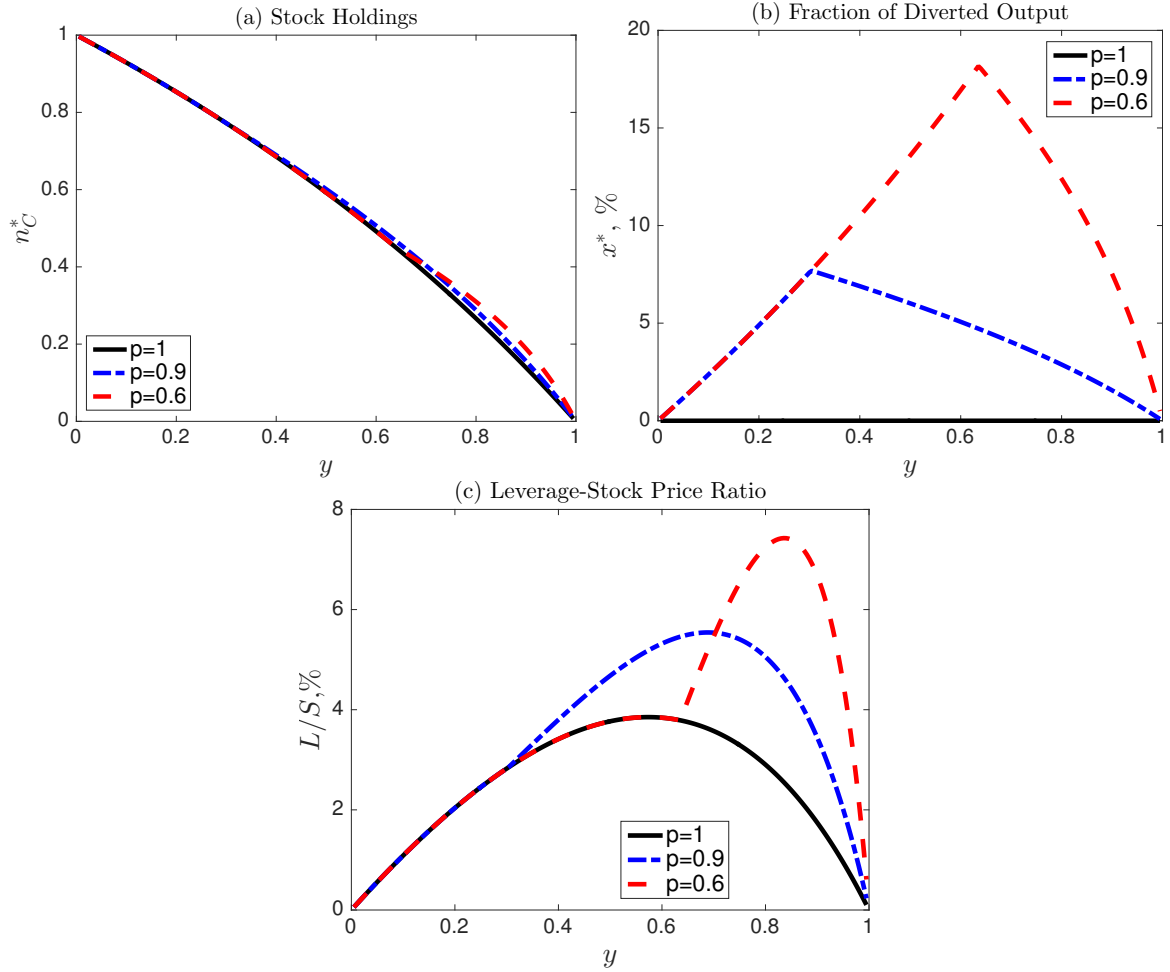 (a) Stock Holdings
1
0.8
0.6
0.4
0.2
0
0 0.2 0.4 0.6 0.8 1
n*C
y
p=1
p=0.9
p=0.6
(b) Fraction of Diverted Output
20
15
10
5
0
0 0.2 0.4 0.6 0.8 1
x*, %
y
p=1
p=0.9
p=0.6
(c) Leverage-Stock Price Ratio
8
6
4
2
0
0 0.2 0.4 0.6 0.8 1
L/S,%
y
p=1
p=0.9
p=0.6